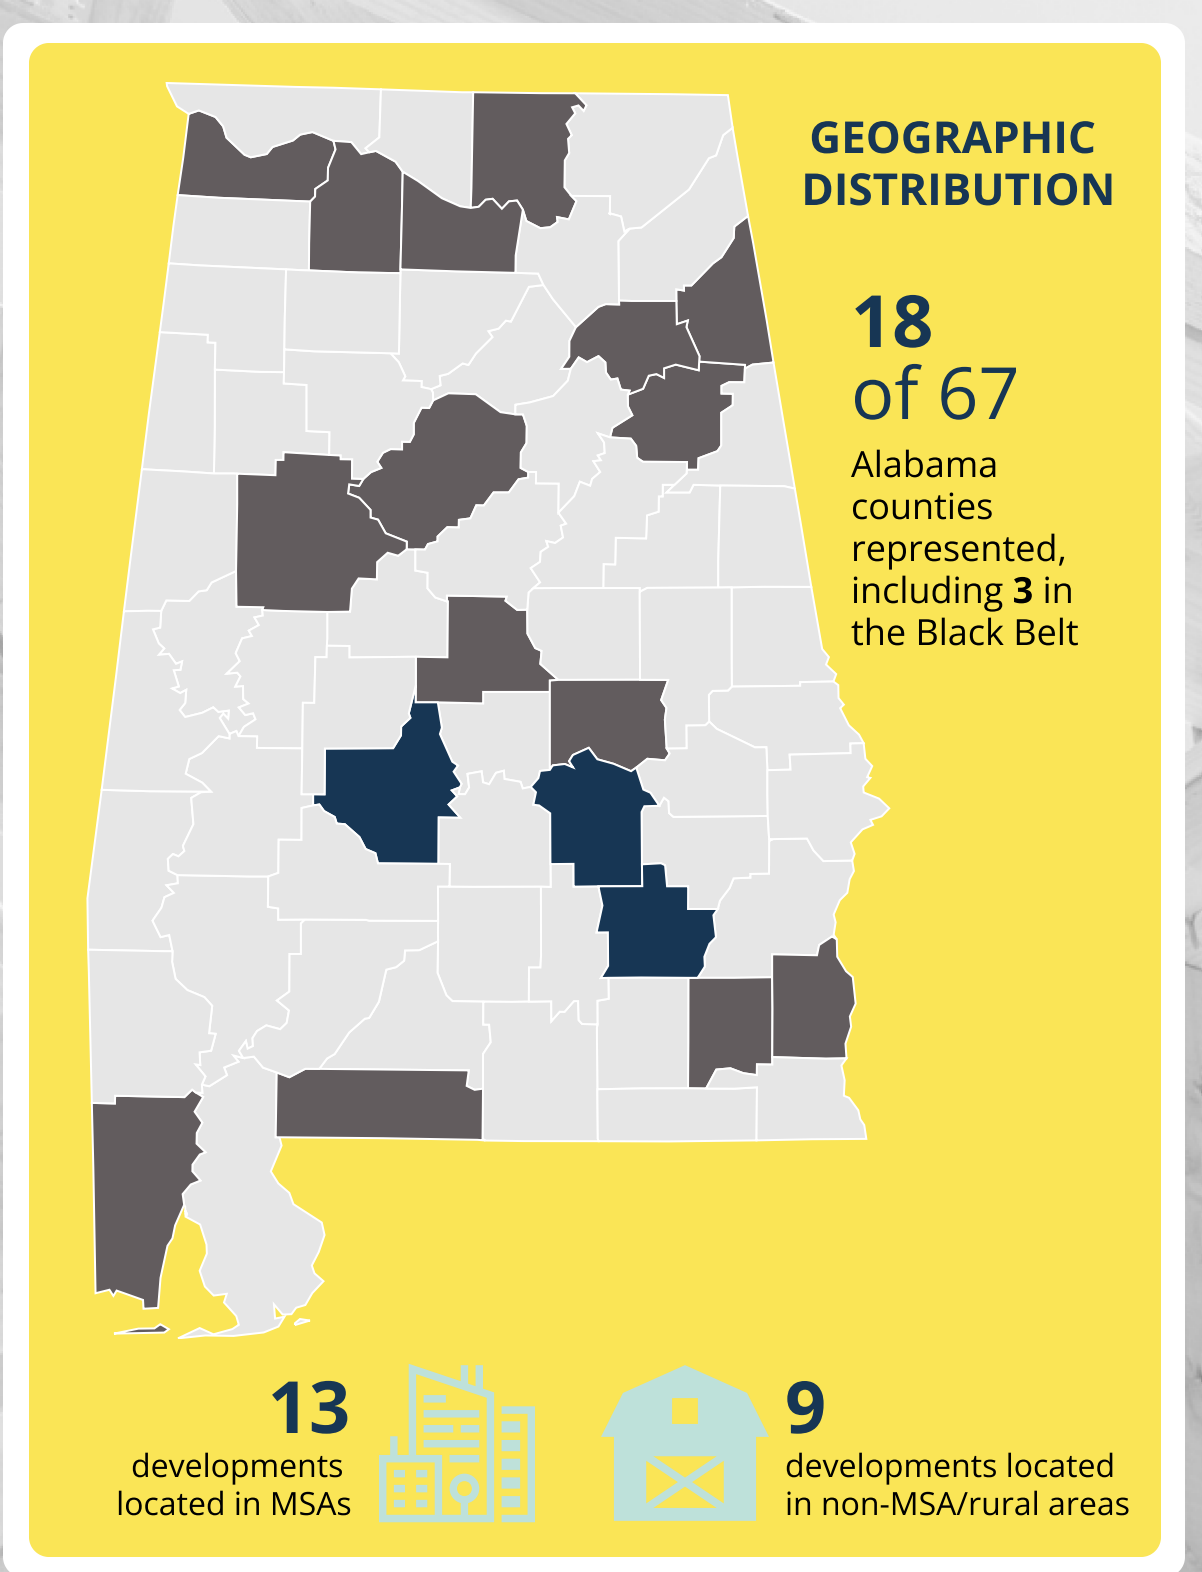 GEOGRAPHIC
DISTRIBUTION
18
of 67
Alabama
counties
represented,
including 3 in
the Black Belt
13
developments
located in MSAs
9
developments located
in non-MSA/rural areas